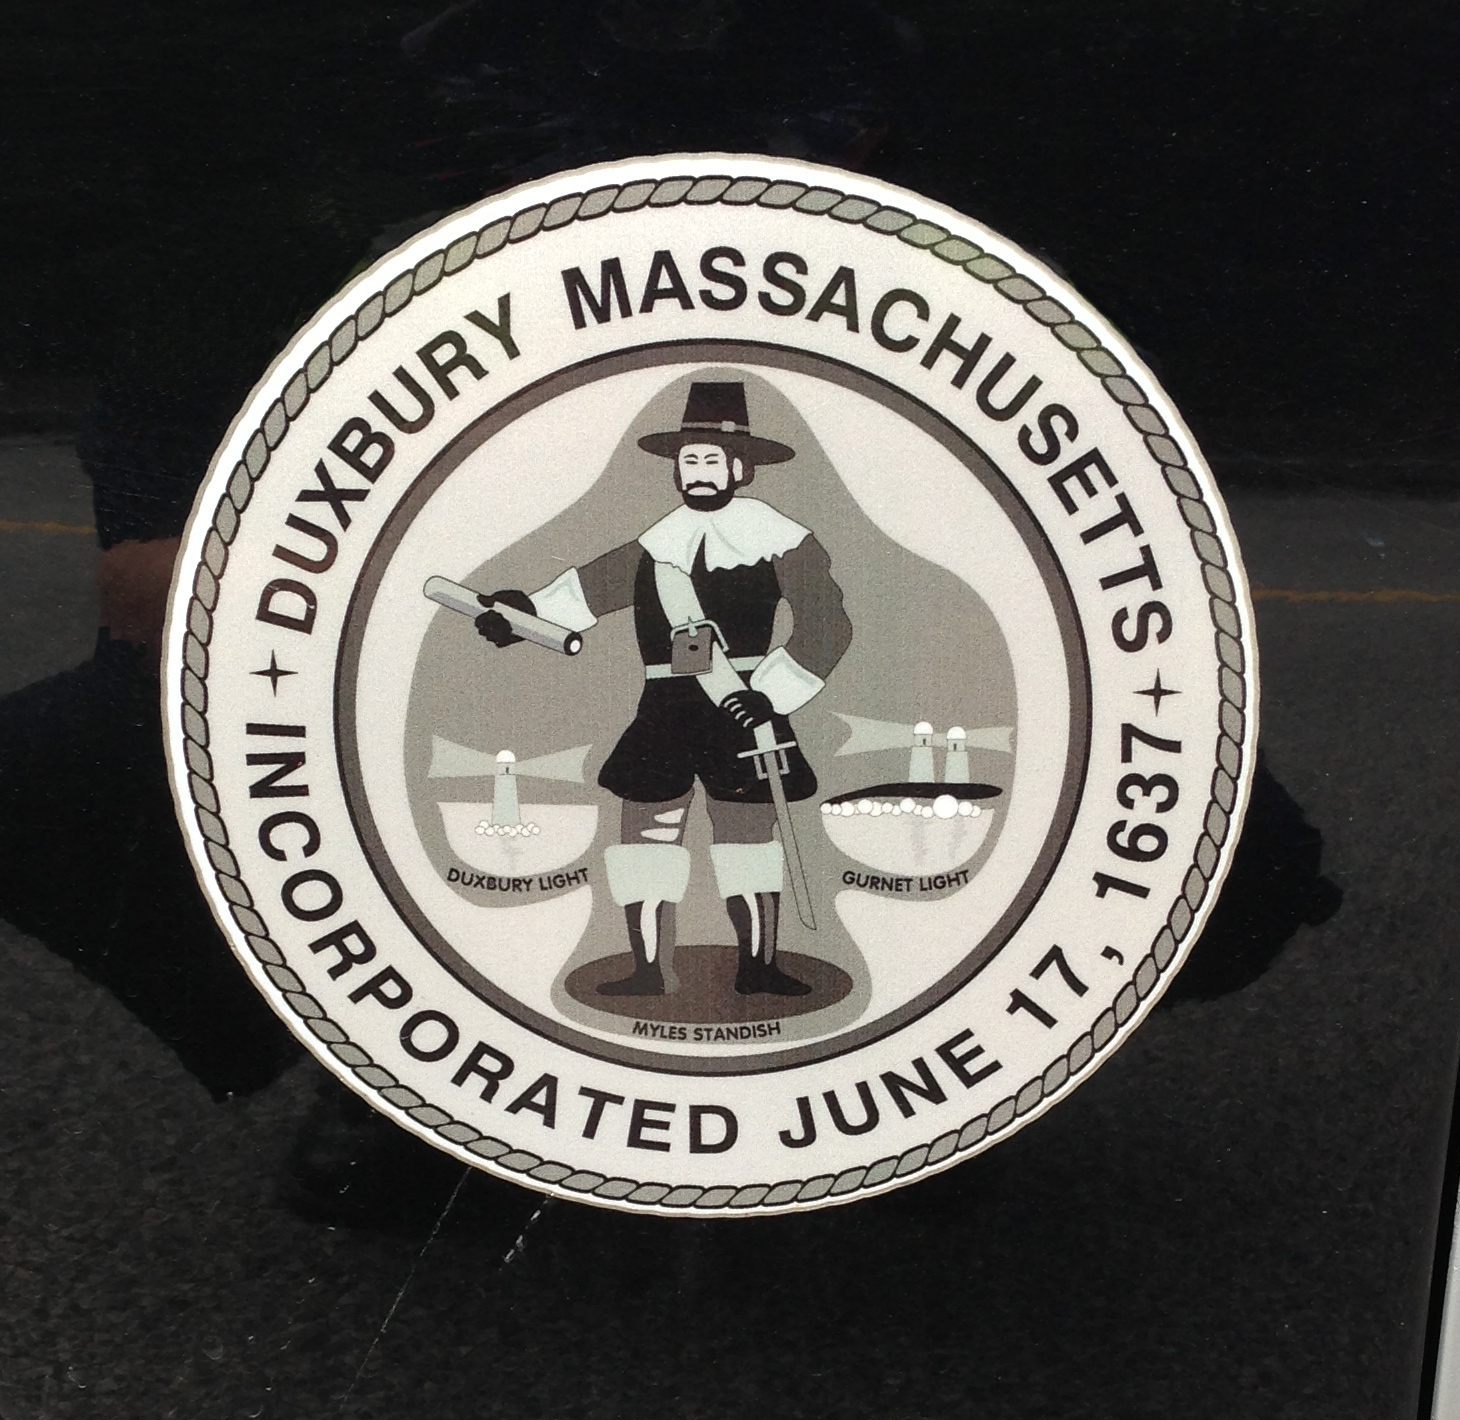 DUXBURY MASSACHUSETTS
DUXBURY LIGHT
GURNET LIGHT
MYLES STANDISH
INCORPORATED JUNE 17, 1637